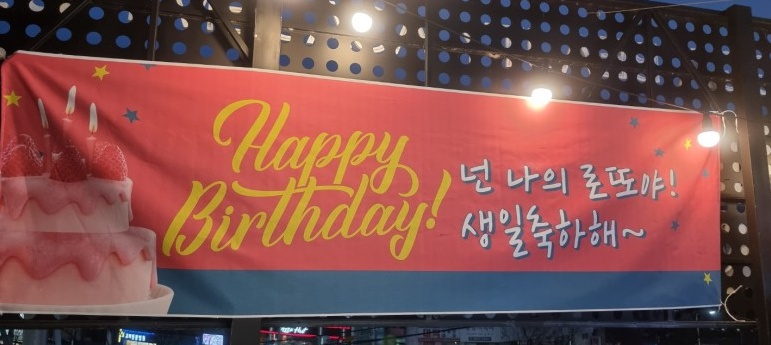 Happy
Birthday!
넌 나의 로또야!
생일축하해~